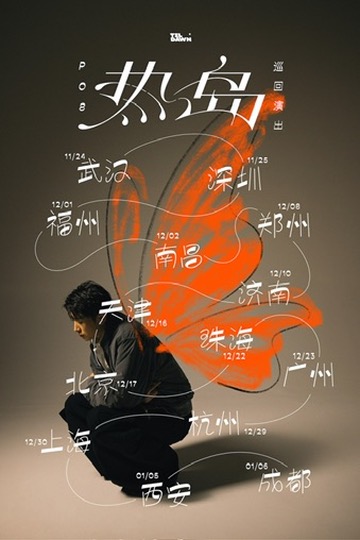 TEL
DAWN
POB
热岛
巡回演出
11/24 武汉
11/25 深圳
12/01 福州
12/02 南昌
12/08 郑州
12/10 济南
天津 12/16
珠海 12/22
12/23 广州
北京 12/17
12/30 上海
杭州 12/29
01/05 西安
01/06 成都